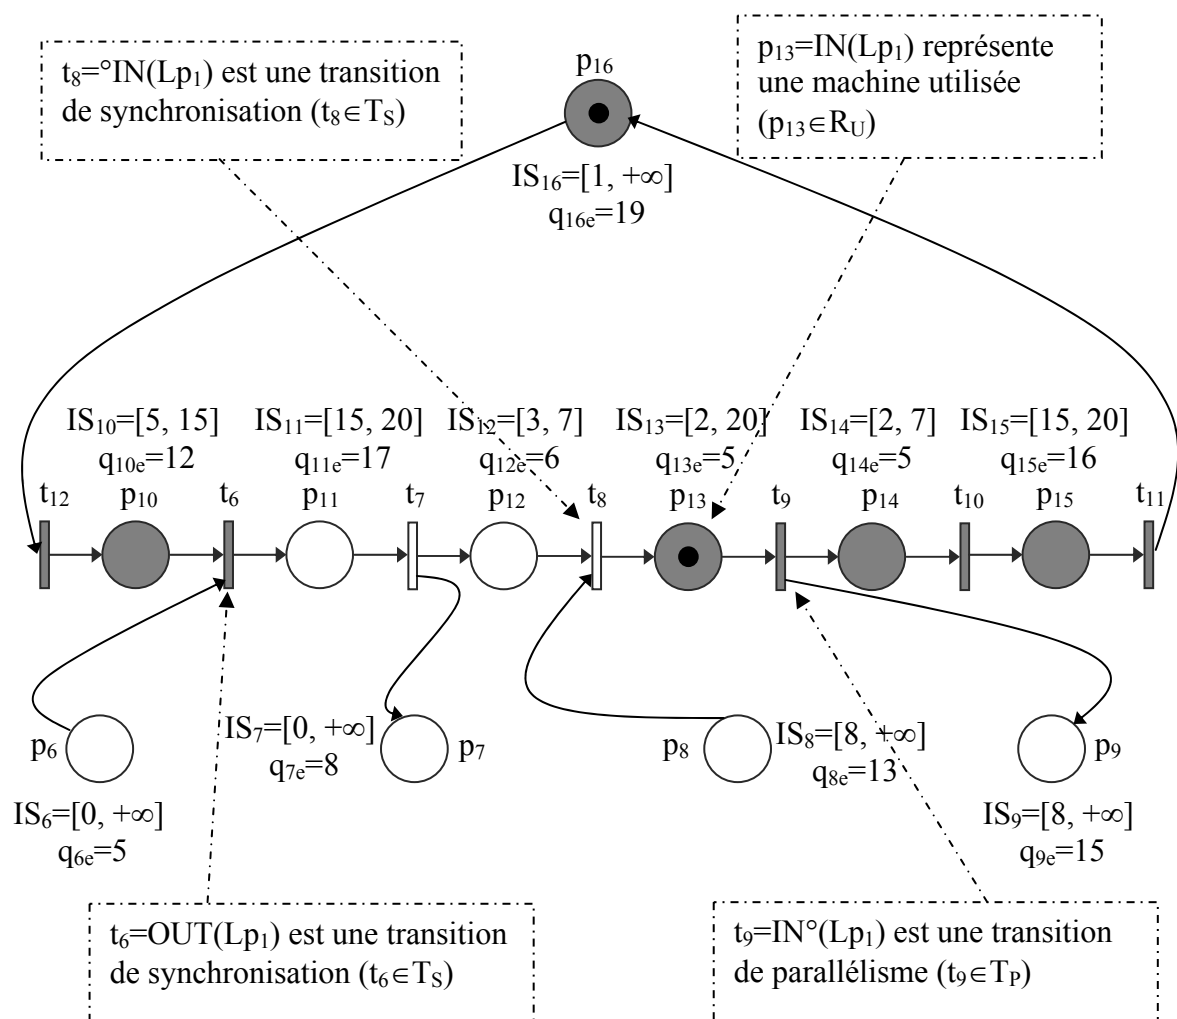 t8=°IN(Lp1) est une transition
de synchronisation (t8∈TS)
p13=IN(Lp1) représente
une machine utilisée
(p13∈RU)
p16
IS16=[1, +∞]
q16e=19
IS10=[5, 15]
q10e=12
IS11=[15, 20]
q11e=17
IS12=[3, 7]
q12e=6
IS13=[2, 20]
q13e=5
IS14=[2, 7]
q14e=5
IS15=[15, 20]
q15e=16
t12
p10
t6
p11
t7
p12
t8
p13
t9
p14
t10
p15
t11
p6
IS6=[0, +∞]
q6e=5
IS7=[0, +∞]
q7e=8
p7
p8
IS8=[8, +∞]
q8e=13
p9
IS9=[8, +∞]
q9e=15
t6=OUT(Lp1) est une transition
de synchronisation (t6∈TS)
t9=IN°(Lp1) est une transition
de parallélisme (t9∈TP)